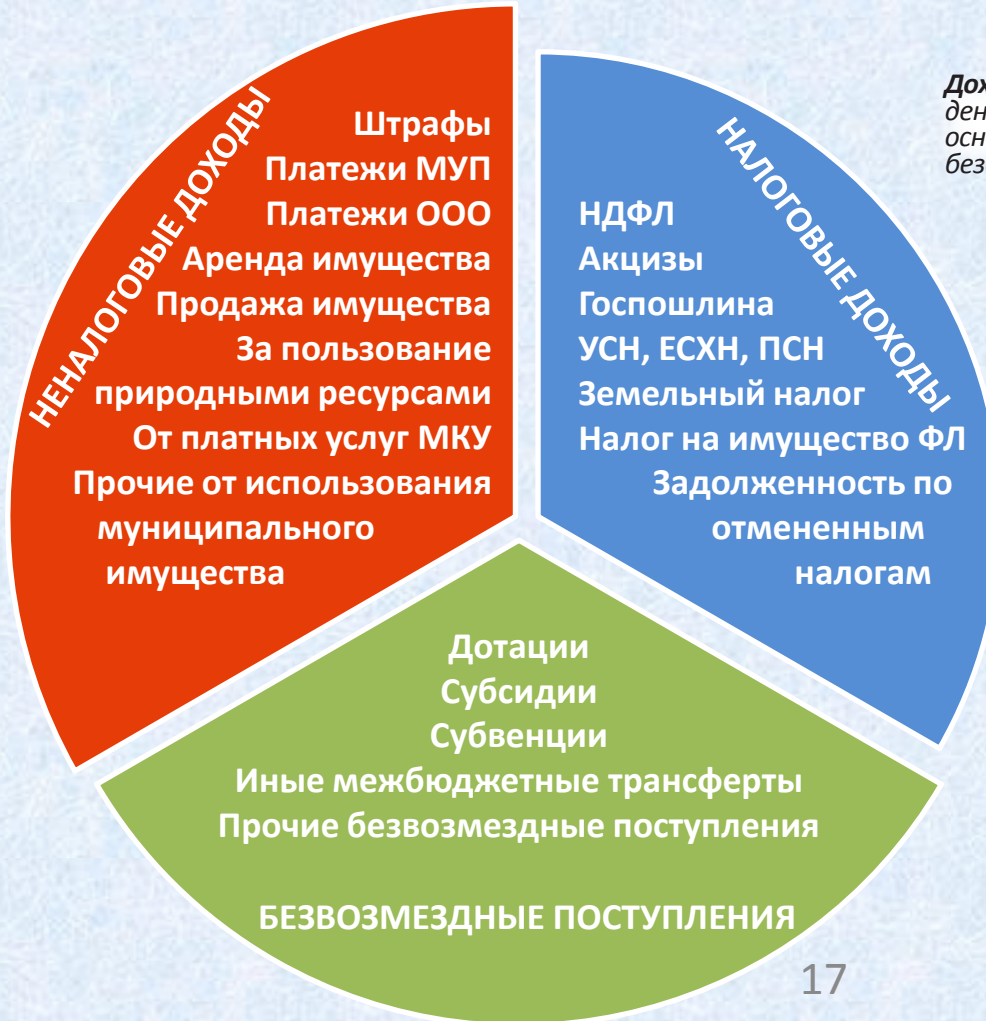 НЕНАЛОГОВЫЕ ДОХОДЫ
Штрафы
Платежи МУП
Платежи ООО
Аренда имущества
Продажа имущества
За пользование
природными ресурсами
От платных услуг МКУ
Прочие от использования
муниципального
имущества
НАЛОГОВЫЕ ДОХОДЫ
НДФЛ
Акцизы
Госпошлина
УСН, ЕСХН, ПСН
Земельный налог
Налог на имущество ФЛ
Задолженность по
отмененным
налогам
Дотации
Субсидии
Субвенции
Иные межбюджетные трансферты
Прочие безвозмездные поступления
БЕЗВОЗМЕЗДНЫЕ ПОСТУПЛЕНИЯ
17